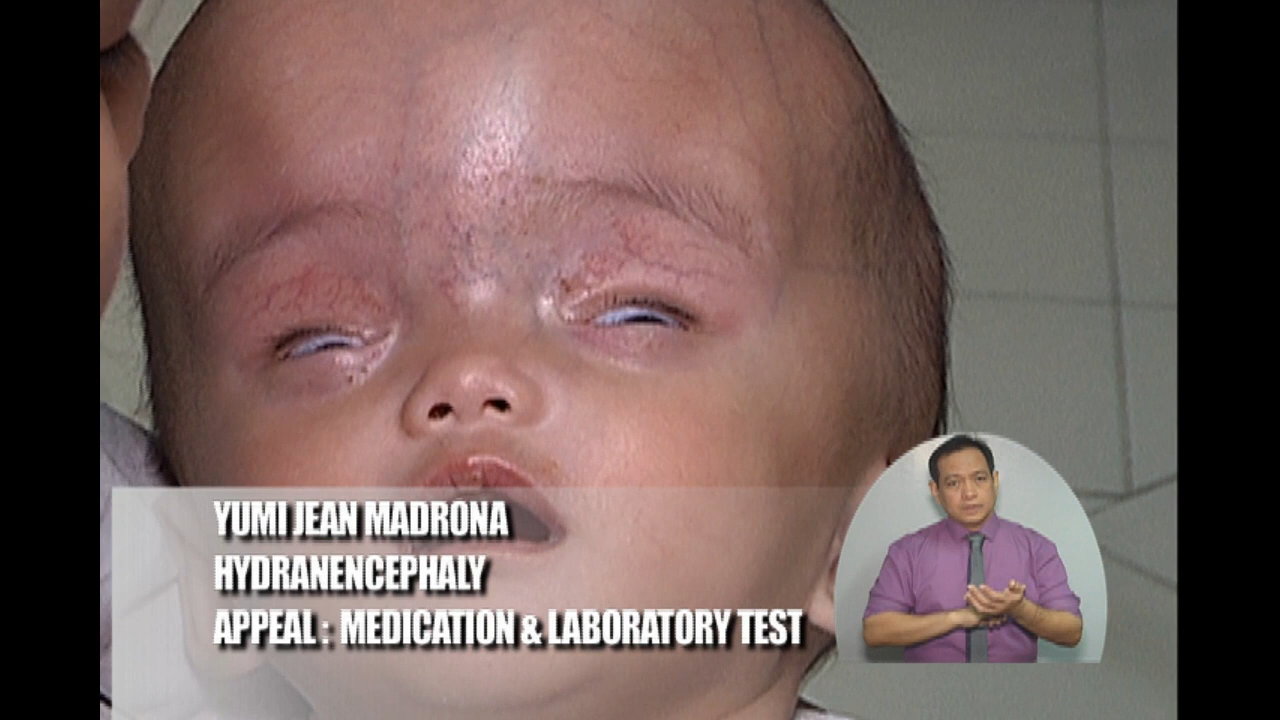 YUMI JEAN MADRONA
HYDRANENCEPHALY
APPEAL : MEDICATION & LABORATORY TEST